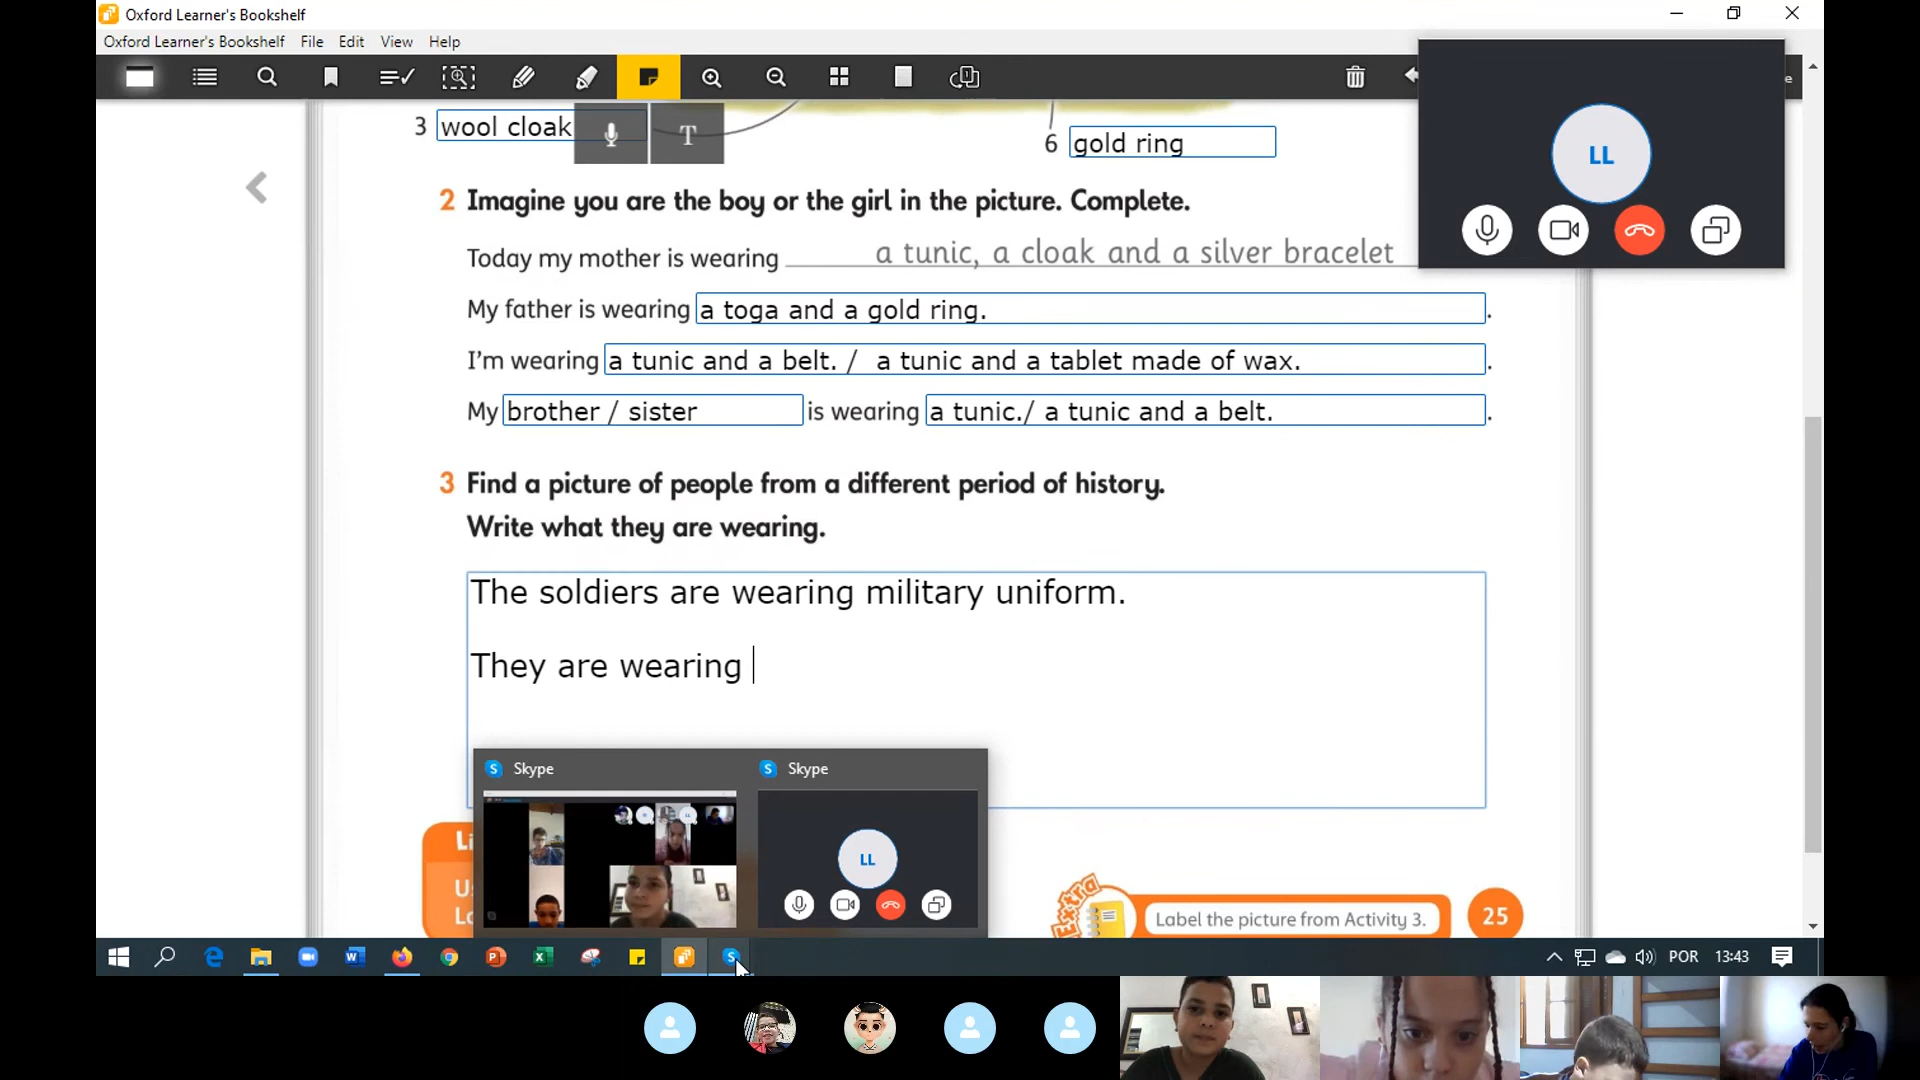 Oxford Learner's Bookshelf
Oxford Learner's Bookshelf File Edit View Help
3 wool cloak
T
6 gold ring
2 Imagine you are the boy or the girl in the picture. Complete.
Today my mother is wearing a tunic, a cloak and a silver bracelet
My father is wearing a toga and a gold ring. .
I'm wearing a tunic and a belt. / a tunic and a tablet made of wax. .
My brother / sister is wearing a tunic./ a tunic and a belt. .
3 Find a picture of people from a different period of history.
Write what they are wearing.
The soldiers are wearing military uniform.
They are wearing
LL
Skype
Skype
LL
Extra
Label the picture from Activity 3.
25
POR 13:43